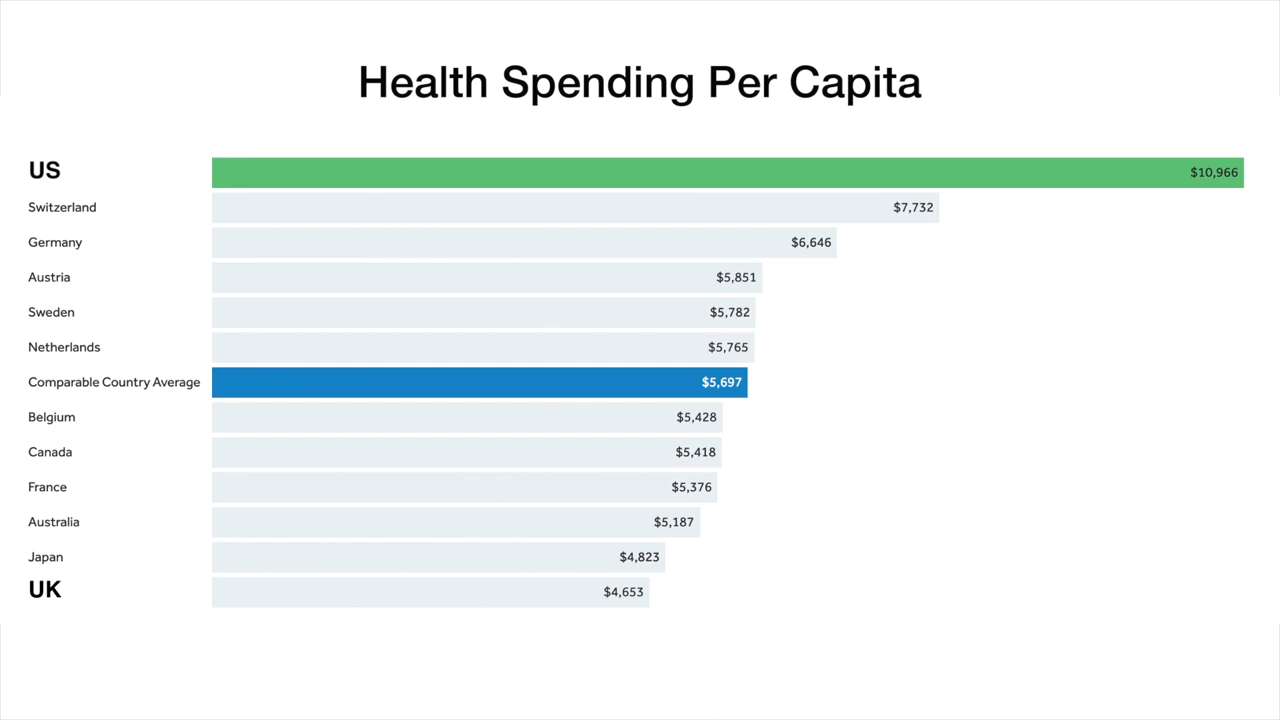 Health Spending Per Capita
US $10,966
Switzerland $7,732
Germany $6,646
Austria $5,851
Sweden $5,782
Netherlands $5,765
Comparable Country Average $5,697
Belgium $5,428
Canada $5,418
France $5,376
Australia $5,187
Japan $4,823
UK $4,653